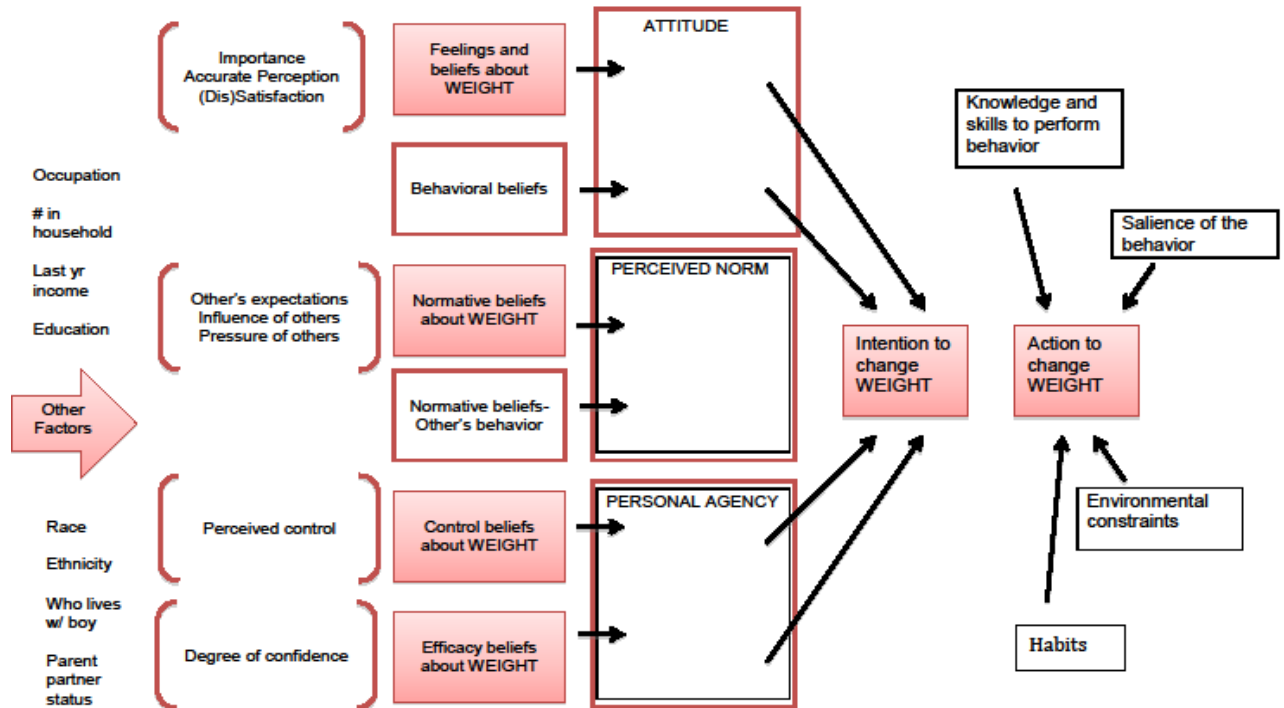 Importance
Accurate Perception
(Dis)Satisfaction
Feelings and
beliefs about
WEIGHT
ATTITUDE
Behavioral beliefs
Knowledge and
skills to perform
behavior
Salience of the
behavior
Occupation
# in
household
Last yr
income
Education
Other's expectations
Influence of others
Pressure of others
Normative beliefs
about WEIGHT
PERCEIVED NORM
Normative beliefs-
Other's behavior
Intention to
change
WEIGHT
Action to
change
WEIGHT
Other
Factors
Race
Ethnicity
Who lives
w/ boy
Parent
partner
status
Perceived control
Control beliefs
about WEIGHT
PERSONAL AGENCY
Degree of confidence
Efficacy beliefs
about WEIGHT
Environmental
constraints
Habits